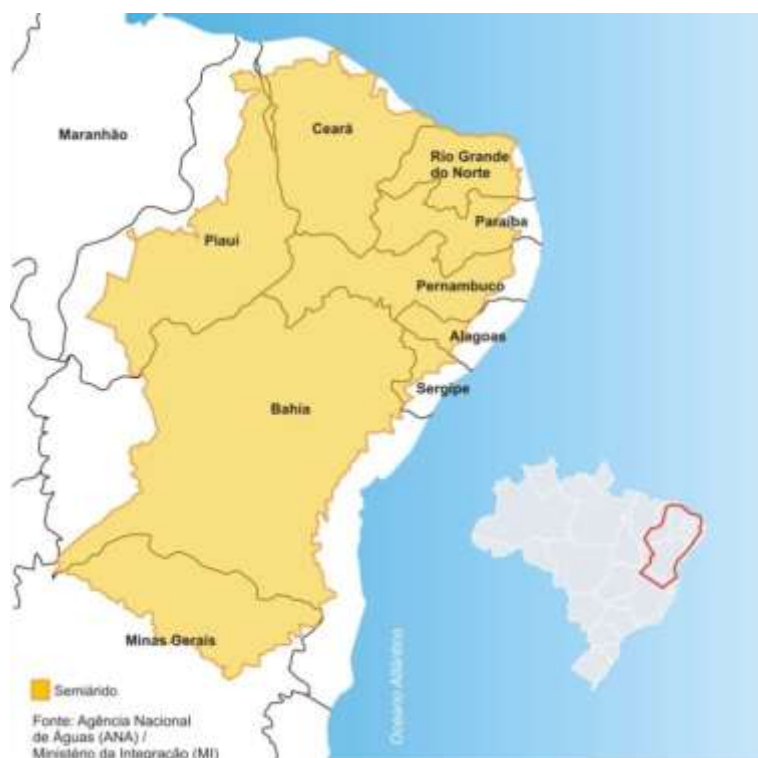 Maranhão
Ceará
Rio Grande
do Norte
Paraíba
Piauí
Pernambuco
Alagoas
Sergipe
Bahia
Minas Gerais
Oceano Atlântico
Semiárido
Fonte: Agência Nacional
de Águas (ANA) /
Ministério da Integração (MI)